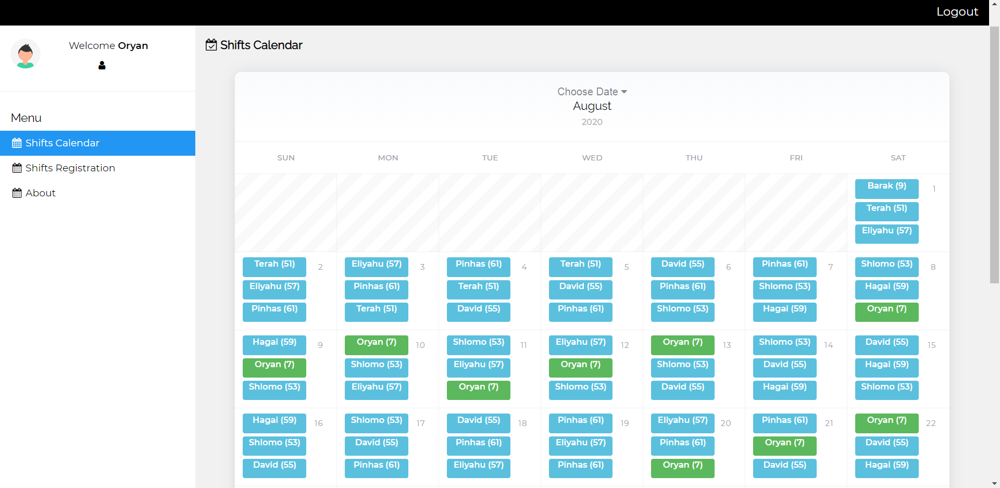 Logout
Welcome Oryan
Menu
Shifts Calendar
Shifts Registration
About
Shifts Calendar
Choose Date
August
2020
SUN MON TUE WED THU FRI SAT
Barak (9) 1
Terah (51)
Eliyahu (57)
Terah (51) 2 Eliyahu (57) 3 Pinhas (61) 4 Terah (51) 5 David (55) 6 Pinhas (61) 7 Shlomo (53) 8
Eliyahu (57) Pinhas (61) Terah (51) David (55) Pinhas (61) Shlomo (53) Hagai (59)
Pinhas (61) Terah (51) David (55) Pinhas (61) Shlomo (53) Hagai (59) Oryan (7)
Hagai (59) 9 Oryan (7) 10 Shlomo (53) 11 Eliyahu (57) 12 Oryan (7) 13 Shlomo (53) 14 David (55) 15
Oryan (7) Shlomo (53) Eliyahu (57) Oryan (7) Shlomo (53) David (55) Hagai (59)
Shlomo (53) Eliyahu (57) Oryan (7) Shlomo (53) David (55) Hagai (59) Shlomo (53)
Hagai (59) 16 Shlomo (53) 17 David (55) 18 Pinhas (61) 19 Eliyahu (57) 20 Pinhas (61) 21 Oryan (7) 22
Shlomo (53) David (55) Pinhas (61) Eliyahu (57) Pinhas (61) Oryan (7) David (55)
David (55) Pinhas (61) Eliyahu (57) Pinhas (61) Oryan (7) David (55) Hagai (59)